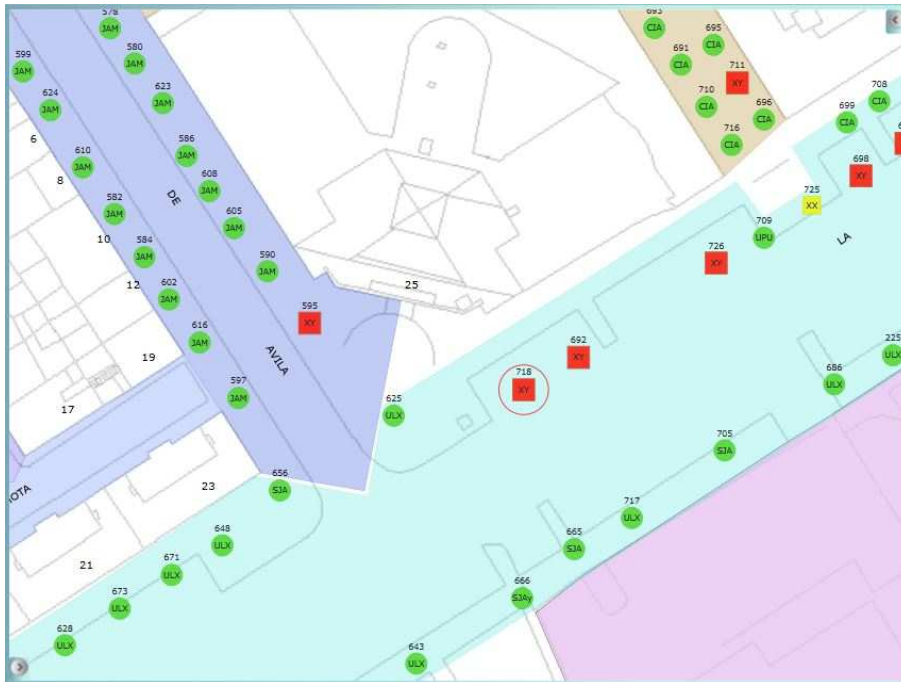 578
JAM
693
CIA
695
CIA
580
JAM
691
CIA
599
JAM
711
XY
708
CIA
623
JAM
624
JAM
710
CIA
696
CIA
699
CIA
6
716
CIA
586
JAM
610
JAM
8
698
XY
608
JAM
DE
582
JAM
725
XX
605
JAM
709
UPU
LA
10
584
JAM
590
JAM
726
XY
12
602
JAM
25
595
XY
616
JAM
19
AVILA
692
XY
225
ULX
686
ULX
718
XY
597
JAM
17
625
ULX
705
SJA
656
SJA
23
OTA
717
ULX
648
ULX
665
SJA
21
671
ULX
666
SJAy
673
ULX
628
ULX
643
ULX